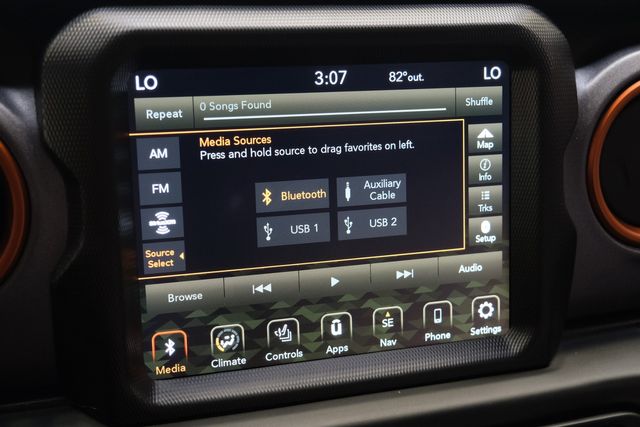 LO 3:07 82°out. LO
Repeat 0 Songs Found Shuffle
Media Sources
Press and hold source to drag favorites on left.
AM
FM
Source
Select
Bluetooth
Auxiliary
Cable
USB 1
USB 2
Map
Info
Trks
Setup
Browse
Audio
Media
Climate
Controls
Apps
SE
Nav
Phone
Settings